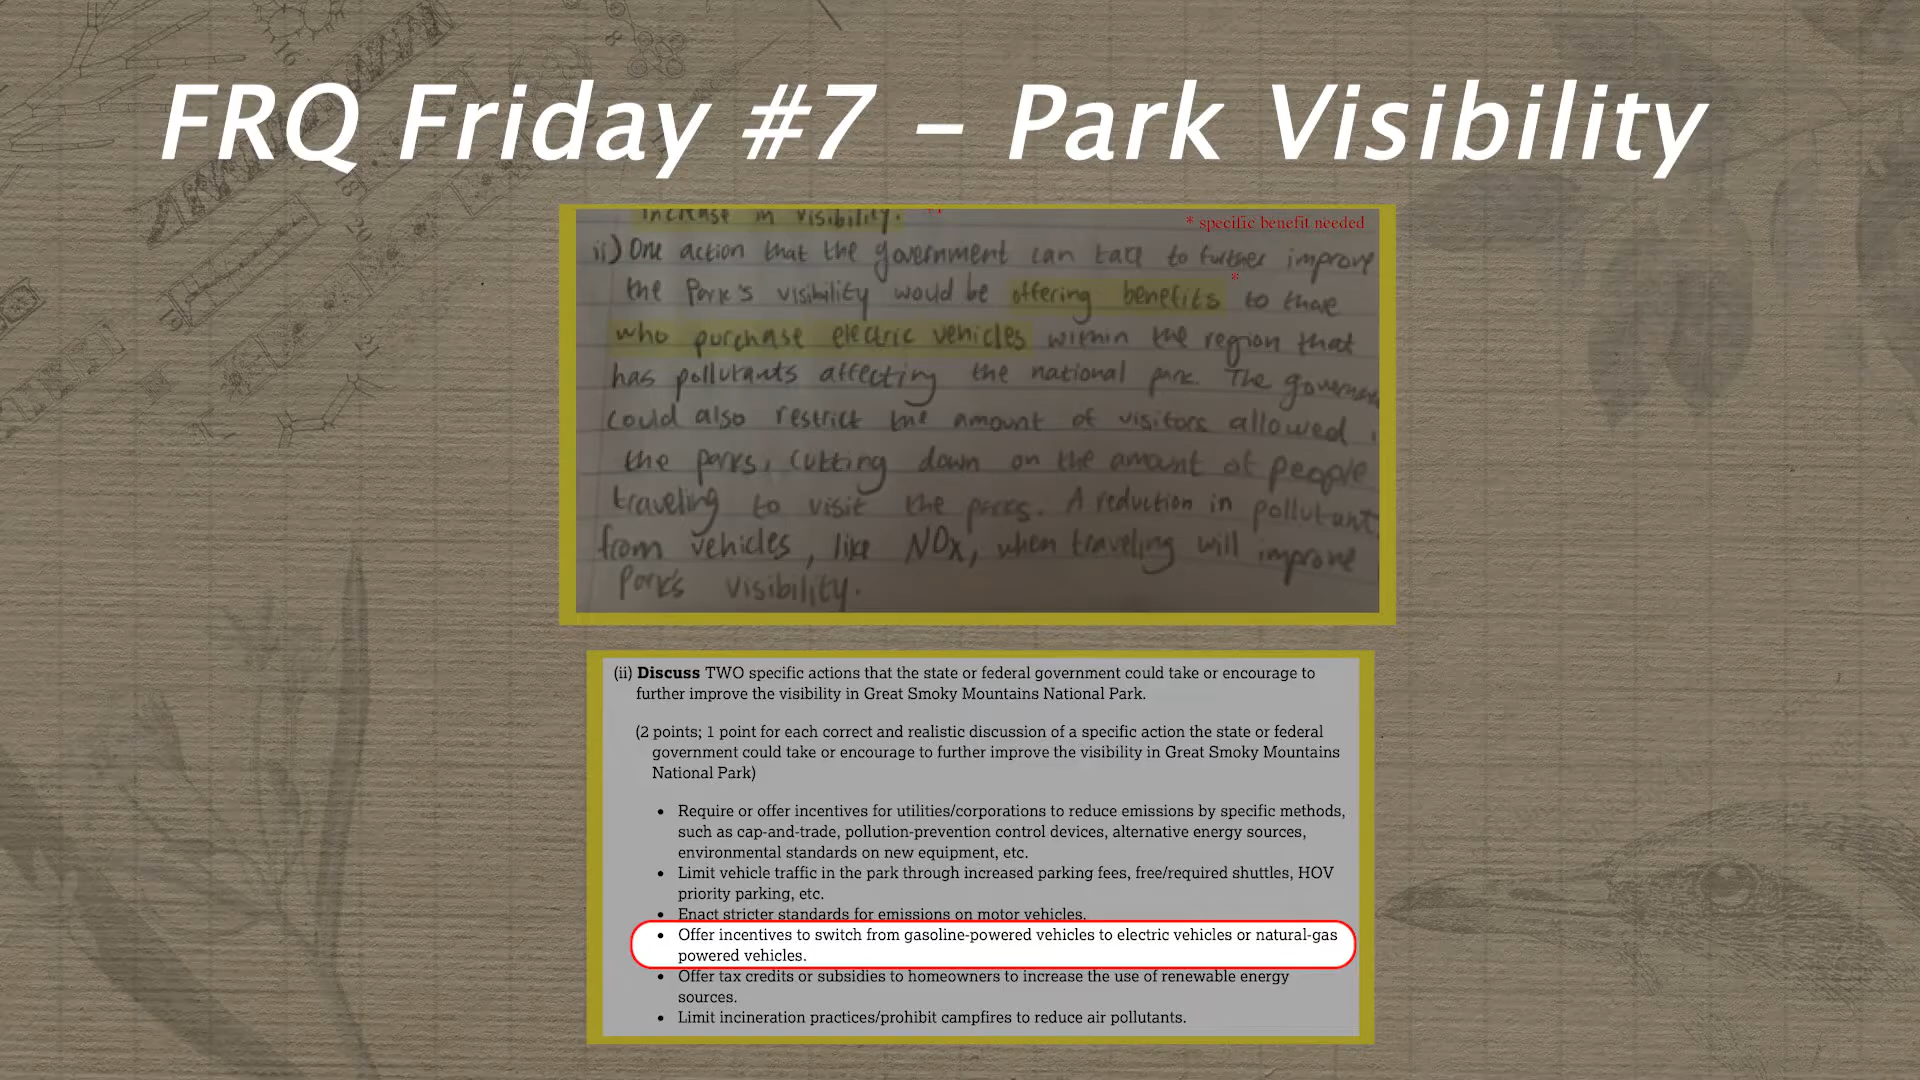 FRQ Friday #7 – Park Visibility
increase in visibility. +1
* specific benefit needed
ii) One action that the government can take to further improve
*
the Park's visibility would be offering benefits to those
who purchase electric vehicles within the region that
has pollutants affecting the national park. The governmen
could also restrict the amount of visitors allowed
the parks, cutting down on the amount of people
traveling to visit the parks. A reduction in pollutant
from vehicles, like NOx, when traveling will improve
Park's visibility.
(ii) Discuss TWO specific actions that the state or federal government could take or encourage to
further improve the visibility in Great Smoky Mountains National Park.
(2 points; 1 point for each correct and realistic discussion of a specific action the state or federal
government could take or encourage to further improve the visibility in Great Smoky Mountains
National Park)
• Require or offer incentives for utilities/corporations to reduce emissions by specific methods,
such as cap-and-trade, pollution-prevention control devices, alternative energy sources,
environmental standards on new equipment, etc.
• Limit vehicle traffic in the park through increased parking fees, free/required shuttles, HOV
priority parking, etc.
• Enact stricter standards for emissions on motor vehicles.
• Offer incentives to switch from gasoline-powered vehicles to electric vehicles or natural-gas
powered vehicles.
• Offer tax credits or subsidies to homeowners to increase the use of renewable energy
sources.
• Limit incineration practices/prohibit campfires to reduce air pollutants.